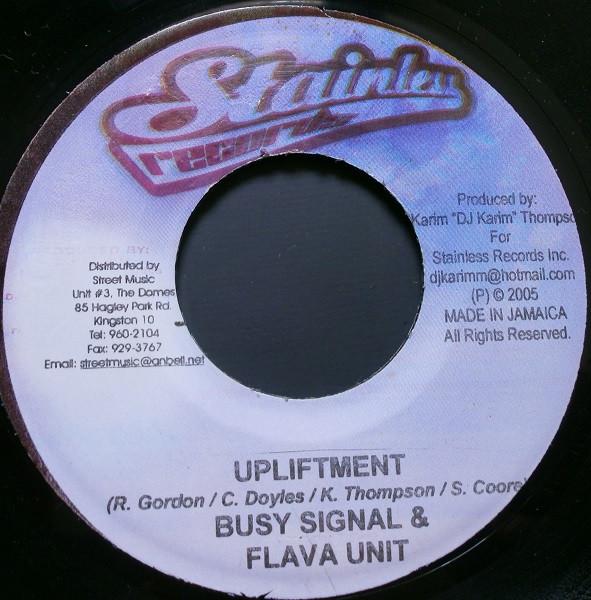 Stainless
records
Produced by:
Karim "DJ Karim" Thompso
For
Stainless Records Inc.
djkarimm@hotmail.com
(P) © 2005
MADE IN JAMAICA
All Rights Reserved.
Distributed by
Street Music
Unit #3, The Domes
85 Hagley Park Rd.
Kingston 10
Tel: 960-2104
Fax: 929-3767
Email: streetmusic@anbell.net
UPLIFTMENT
(R. Gordon / C. Doyles / K. Thompson / S. Coore)
BUSY SIGNAL &
FLAVA UNIT